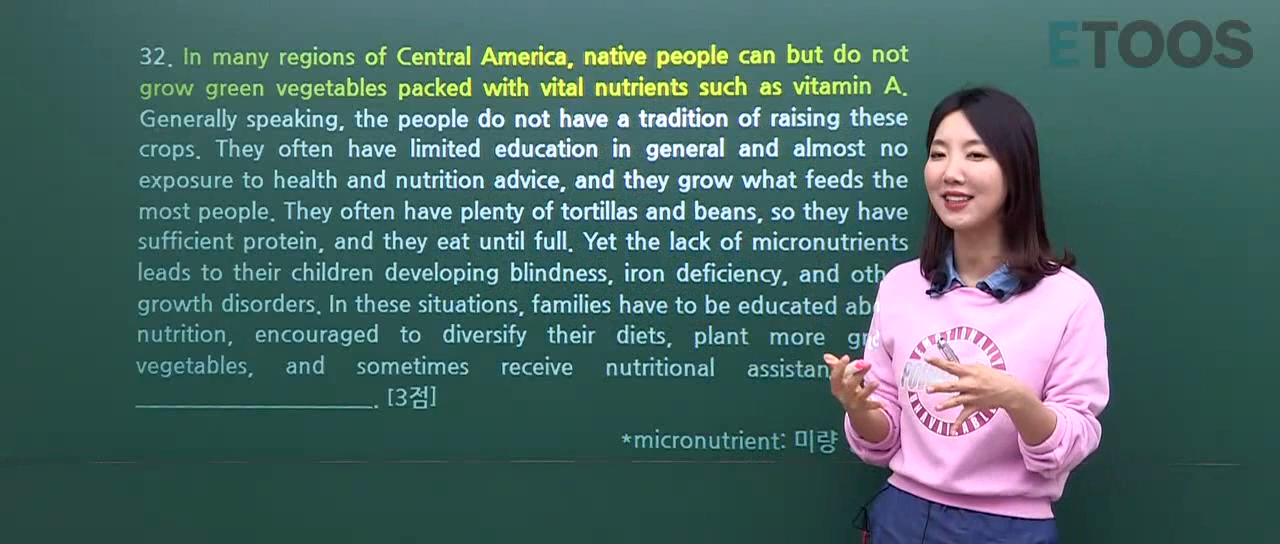 ETOOS
32. In many regions of Central America, native people can but do not
grow green vegetables packed with vital nutrients such as vitamin A.
Generally speaking, the people do not have a tradition of raising these
crops. They often have limited education in general and almost no
exposure to health and nutrition advice, and they grow what feeds the
most people. They often have plenty of tortillas and beans, so they have
sufficient protein, and they eat until full. Yet the lack of micronutrients
leads to their children developing blindness, iron deficiency, and
growth disorders. In these situations, families have to be educated
nutrition, encouraged to diversify their diets, plant more
vegetables, and sometimes receive nutritional
____________________. [3점]
*micronutrient: 미량